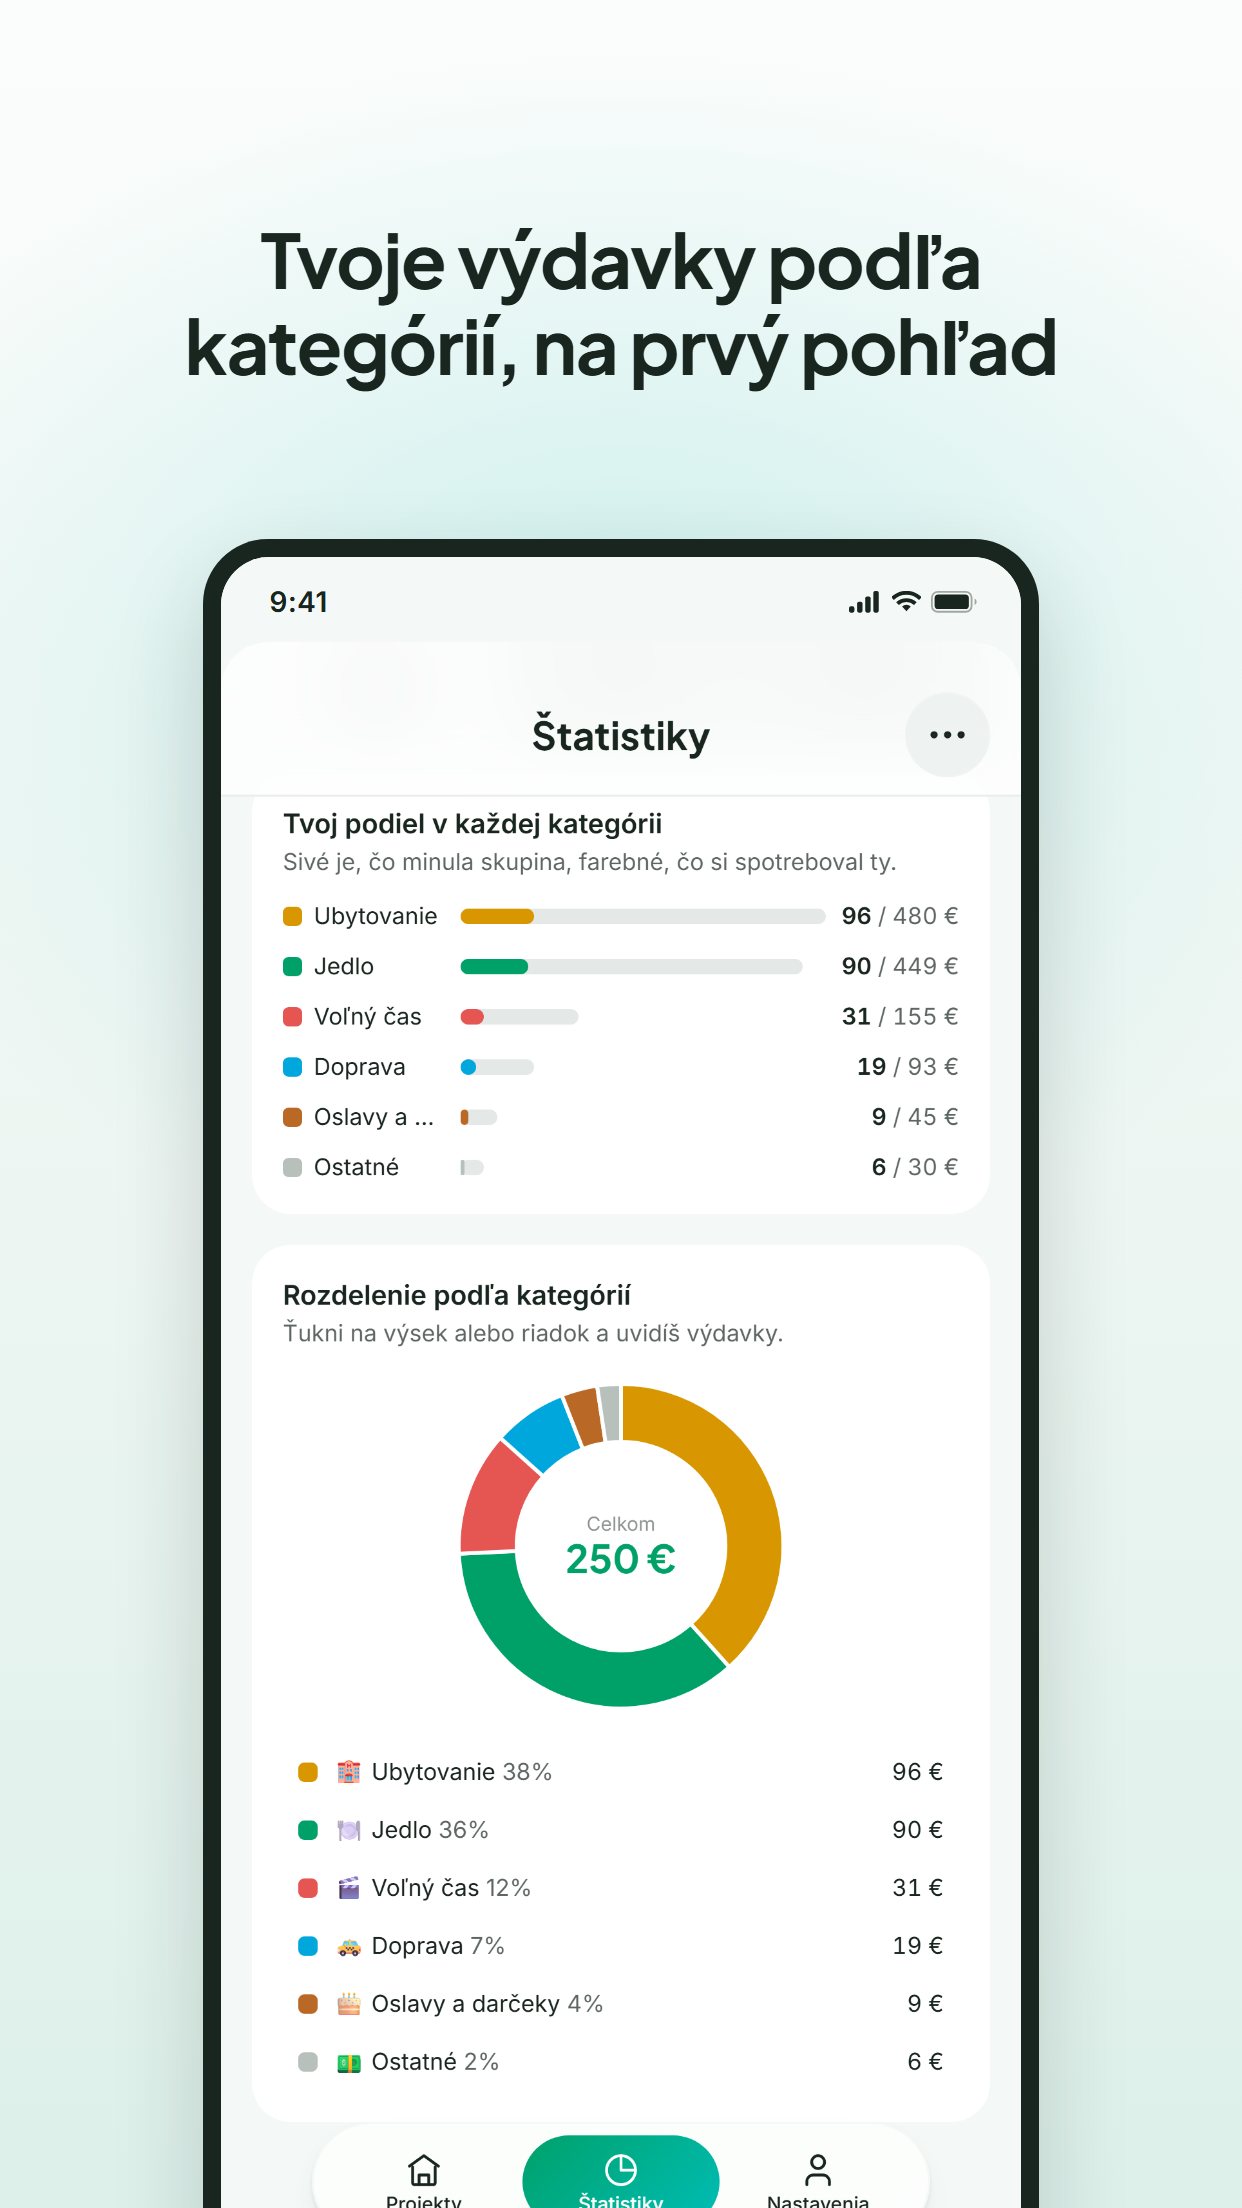 Tvoje výdavky podľa
kategórií, na prvý pohľad
9:41
Štatistiky
Tvoj podiel v každej kategórii
Sivé je, čo minula skupina, farebné, čo si spotreboval ty.
Ubytovanie 96 / 480 €
Jedlo 90 / 449 €
Voľný čas 31 / 155 €
Doprava 19 / 93 €
Oslavy a ... 9 / 45 €
Ostatné 6 / 30 €
Rozdelenie podľa kategórií
Ťukni na výsek alebo riadok a uvidíš výdavky.
Celkom
250 €
Ubytovanie 38% 96 €
Jedlo 36% 90 €
Voľný čas 12% 31 €
Doprava 7% 19 €
Oslavy a darčeky 4% 9 €
Ostatné 2% 6 €
Projekty Štatistiky Nastavenia